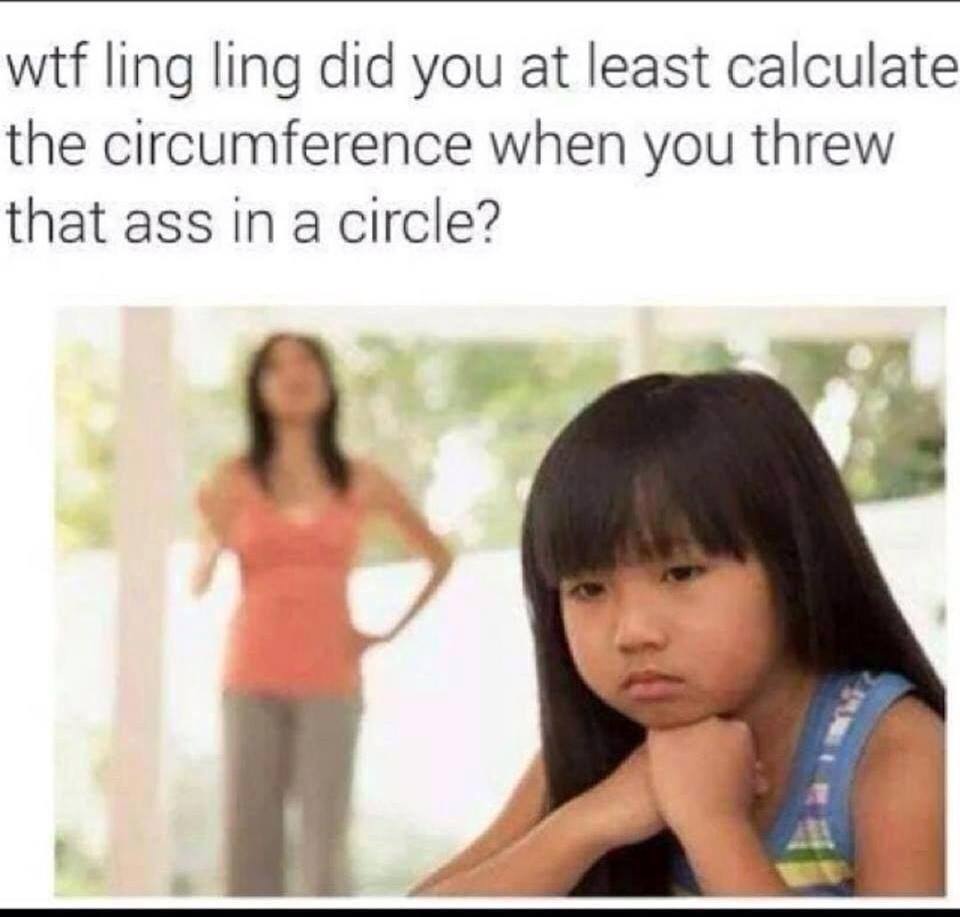 wtf ling ling did you at least calculate
the circumference when you threw
that ass in a circle?